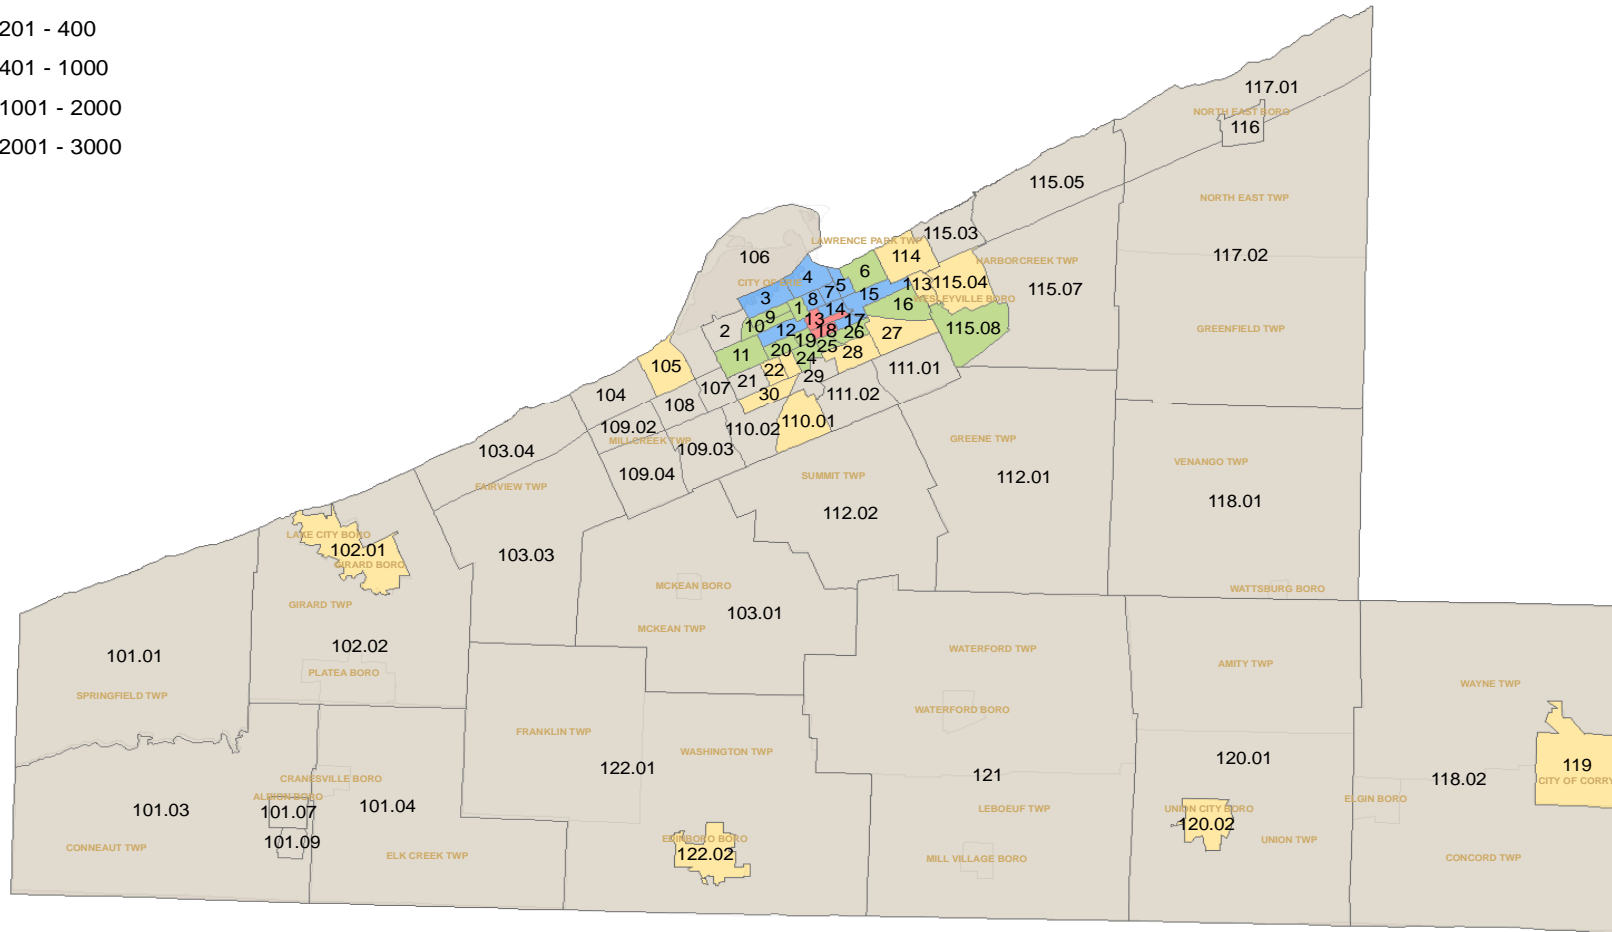 201 - 400
401 - 1000
1001 - 2000
2001 - 3000
117.01
NORTH EAST BORO
116
115.05
NORTH EAST TWP
115.03
LAWRENCE PARK TWP
106
114
117.02
HARBORCREEK TWP
6
4
CITY OF
5
113
115.04
115.07
7
15
3
8
WESLEYVILLE BORO
16
1
14
9
13
17
10
2
12
18
26
27
115.08
GREENFIELD TWP
19
25
20
28
11
24
105
22
111.01
29
21
107
104
30
111.02
108
110.01
109.02
110.02
MILLCREEK TWP
GREENE TWP
103.04
109.03
VENANGO TWP
109.04
SUMMIT TWP
112.01
FAIRVIEW TWP
118.01
112.02
LAKE CITY BORO
102.01
103.03
GIRARD BORO
MCKEAN BORO
WATTSBURG BORO
GIRARD TWP
103.01
MCKEAN TWP
102.02
WATERFORD TWP
101.01
AMITY TWP
PLATEA BORO
WAYNE TWP
SPRINGFIELD TWP
WATERFORD BORO
FRANKLIN TWP
WASHINGTON TWP
120.01
122.01
119
121
118.02
CRANESVILLE BORO
CITY OF CORRY
ALBION BORO
ELGIN BORO
101.04
101.03
101.07
LEBOEUF TWP
UNION CITY BORO
120.02
EDINBORO BORO
UNION TWP
101.09
CONNEAUT TWP
122.02
ELK CREEK TWP
MILL VILLAGE BORO
CONCORD TWP